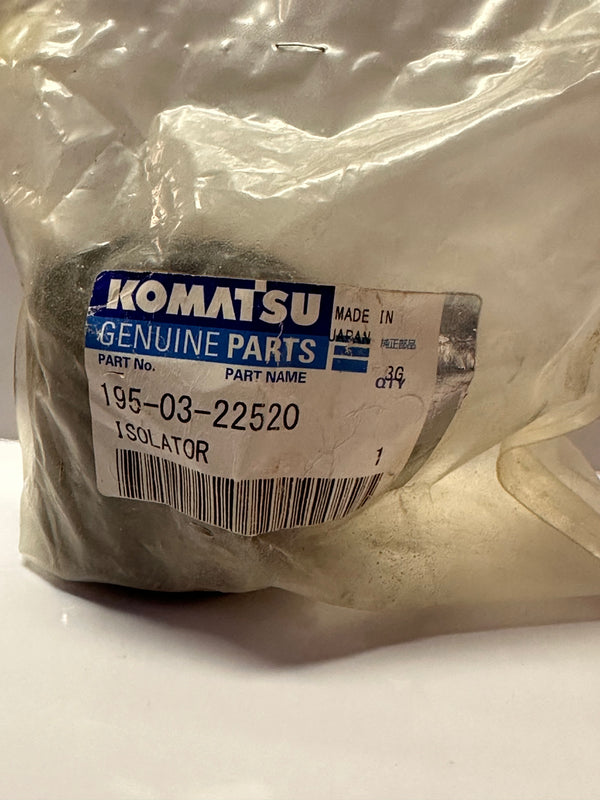 KOMATSU
GENUINE PARTS
MADE IN
JAPAN
純正部品
PART No.
PART NAME
3G
QTY
195-03-22520
ISOLATOR
1